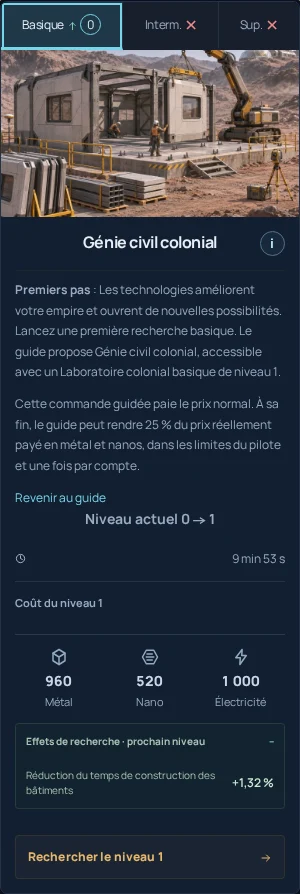 Basique ↑ 0 Interm. ✕ Sup. ✕
Génie civil colonial i
Premiers pas : Les technologies améliorent
votre empire et ouvrent de nouvelles possibilités.
Lancez une première recherche basique. Le
guide propose Génie civil colonial, accessible
avec un Laboratoire colonial basique de niveau 1.
Cette commande guidée paie le prix normal. À sa
fin, le guide peut rendre 25 % du prix réellement
payé en métal et nanos, dans les limites du pilote
et une fois par compte.
Revenir au guide
Niveau actuel 0 → 1
9 min 53 s
Coût du niveau 1
960 520 1 000
Métal Nano Électricité
Effets de recherche · prochain niveau –
Réduction du temps de construction des
bâtiments +1,32 %
Rechercher le niveau 1 →